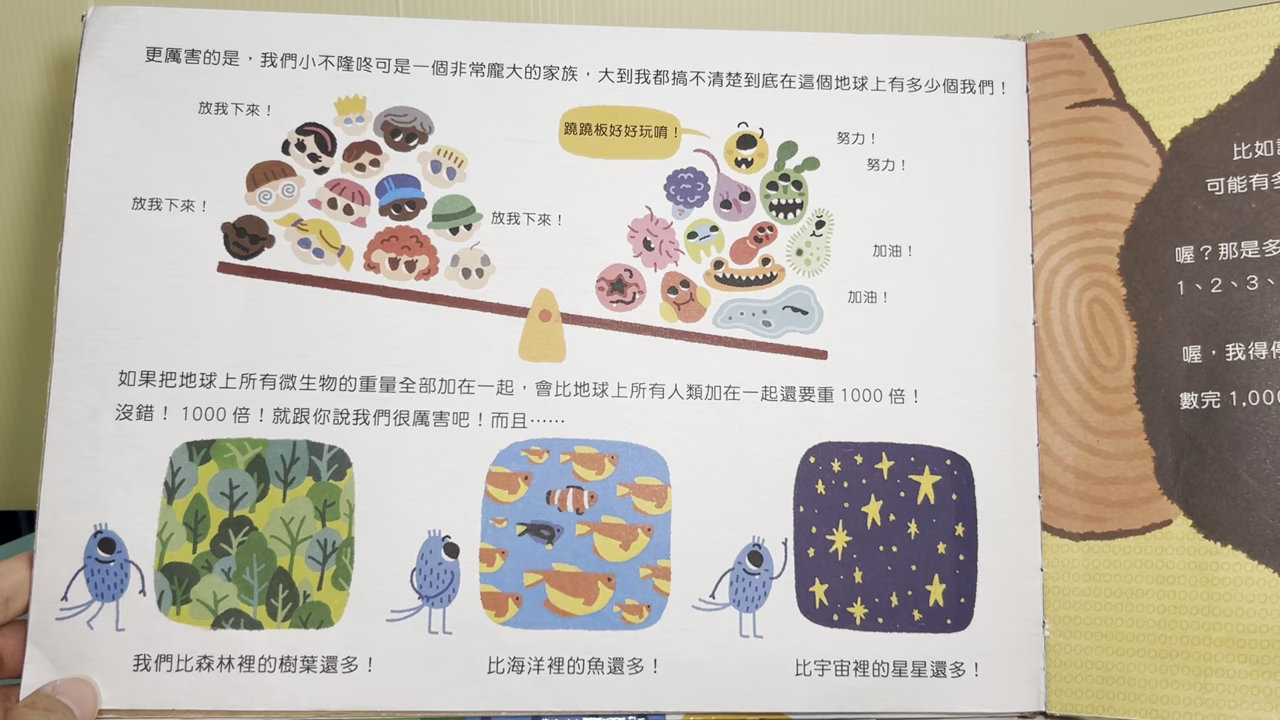 更厲害的是，我們小不隆咚可是一個非常龐大的家族，大到我都搞不清楚到底在這個地球上有多少個我們！
放我下來！
放我下來！
放我下來！
蹺蹺板好好玩唷！
努力！
努力！
加油！
加油！
如果把地球上所有微生物的重量全部加在一起，會比地球上所有人類加在一起還要重 1000 倍！
沒錯！ 1000 倍！就跟你說我們很厲害吧！而且……
我們比森林裡的樹葉還多！
比海洋裡的魚還多！
比宇宙裡的星星還多！
比如
可能有多
喔？那是多
1、2、3、
喔，我得停
數完 1,000